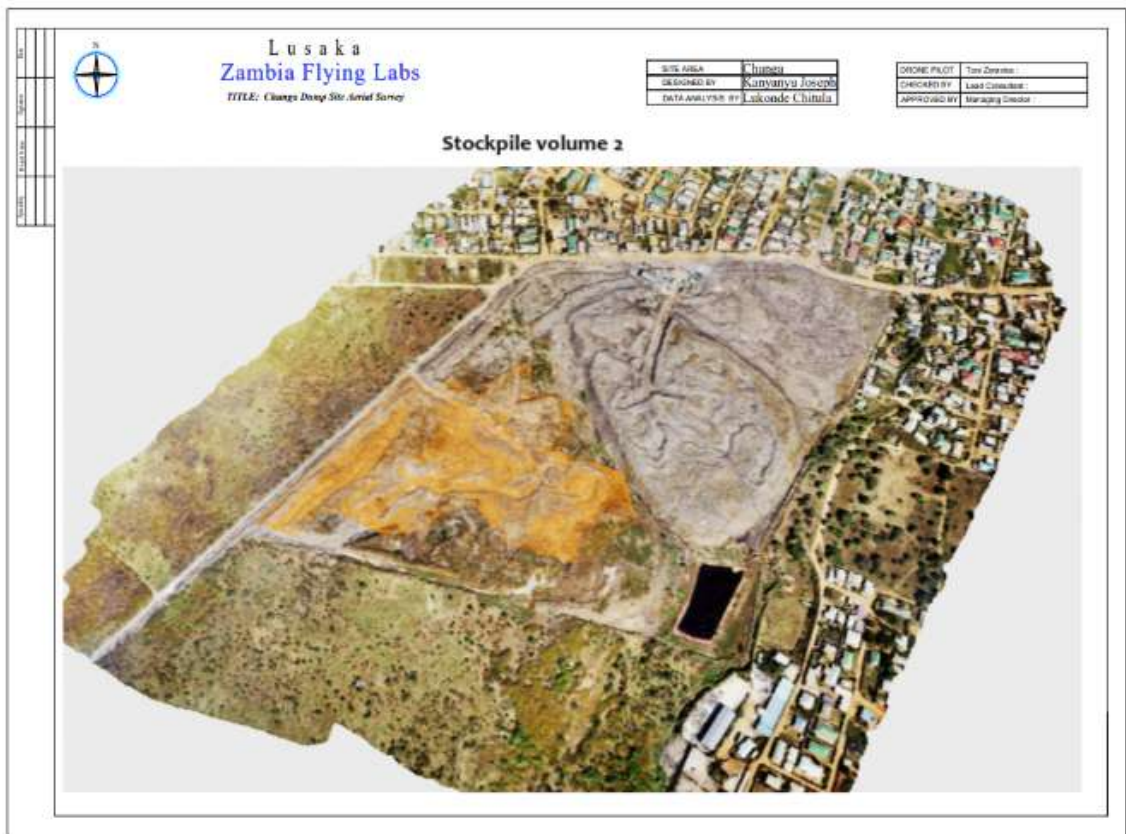 N
Lusaka
Zambia Flying Labs
TITLE: Chunga Dump Site Aerial Survey
SITE AREA Chunga
DESIGNED BY Kanyanyu Joseph
DATA ANALYSIS BY Lukonde Chitula
DRONE PILOT Tom :
CHECKED BY Lead Consultant :
APPROVED BY Managing Director :
Stockpile volume 2